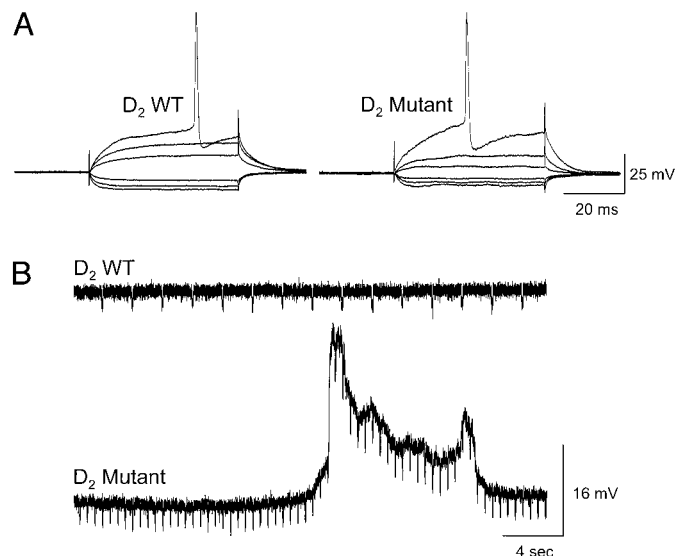 A
D₂ WT
D₂ Mutant
25 mV
20 ms
B
D₂ WT
D₂ Mutant
16 mV
4 sec